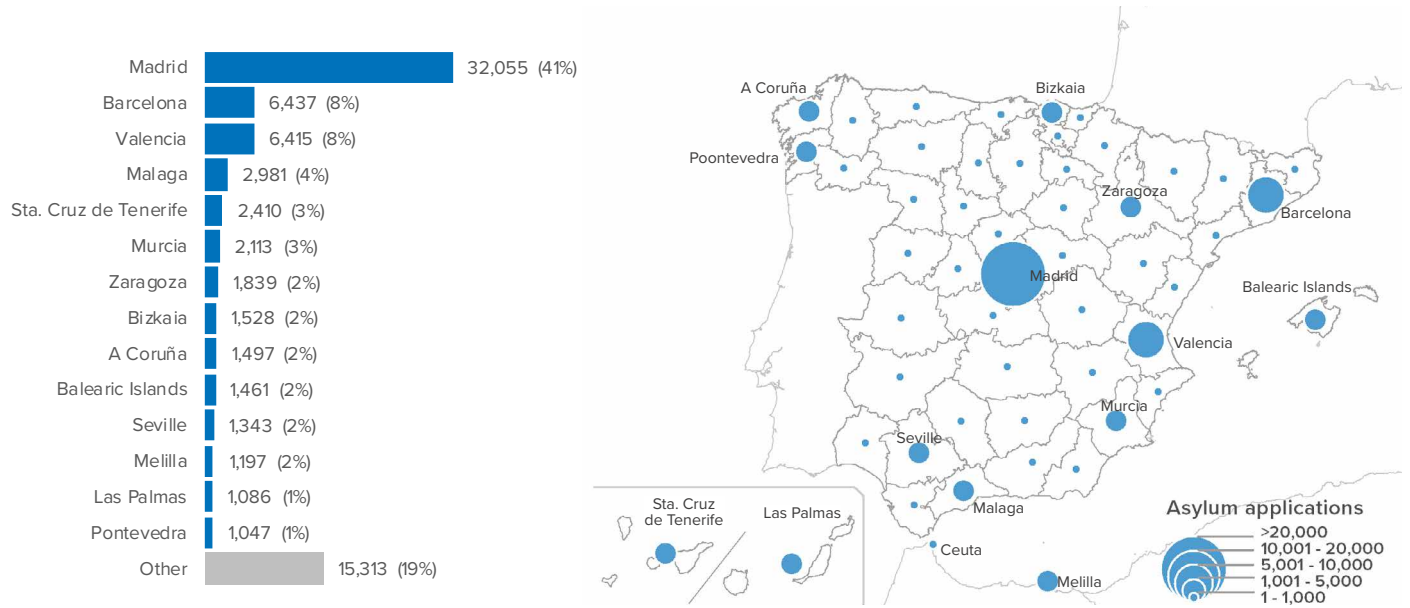 Madrid 32,055 (41%)
Barcelona 6,437 (8%)
Valencia 6,415 (8%)
Malaga 2,981 (4%)
Sta. Cruz de Tenerife 2,410 (3%)
Murcia 2,113 (3%)
Zaragoza 1,839 (2%)
Bizkaia 1,528 (2%)
A Coruña 1,497 (2%)
Balearic Islands 1,461 (2%)
Seville 1,343 (2%)
Melilla 1,197 (2%)
Las Palmas 1,086 (1%)
Pontevedra 1,047 (1%)
Other 15,313 (19%)
A Coruña
Bizkaia
Poontevedra
Zaragoza
Barcelona
Madrid
Balearic Islands
Valencia
Murcia
Seville
Malaga
Sta. Cruz
de Tenerife
Las Palmas
Ceuta
Melilla
Asylum applications
>20,000
10,001 - 20,000
5,001 - 10,000
1,001 - 5,000
1 - 1,000